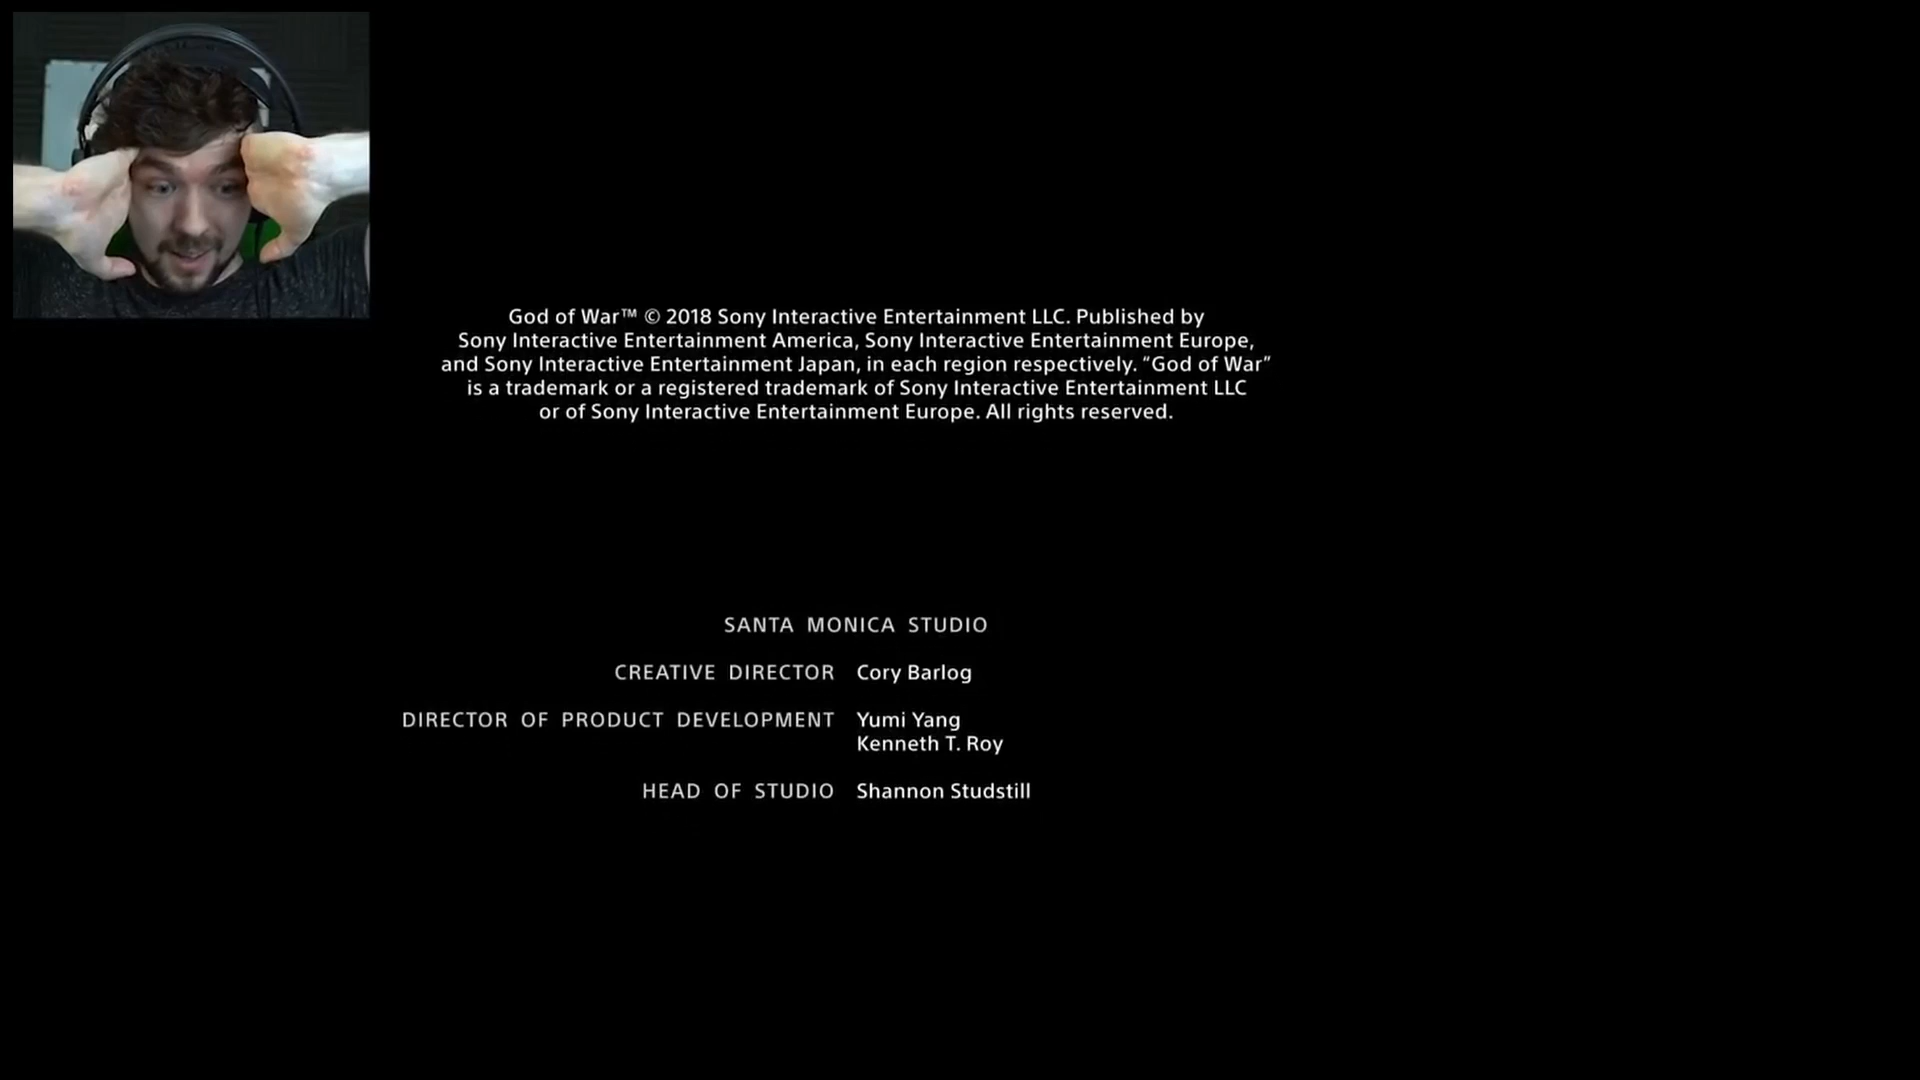 God of War™ © 2018 Sony Interactive Entertainment LLC. Published by
Sony Interactive Entertainment America, Sony Interactive Entertainment Europe,
and Sony Interactive Entertainment Japan, in each region respectively. “God of War”
is a trademark or a registered trademark of Sony Interactive Entertainment LLC
or of Sony Interactive Entertainment Europe. All rights reserved.
SANTA MONICA STUDIO
CREATIVE DIRECTOR Cory Barlog
DIRECTOR OF PRODUCT DEVELOPMENT Yumi Yang
Kenneth T. Roy
HEAD OF STUDIO Shannon Studstill